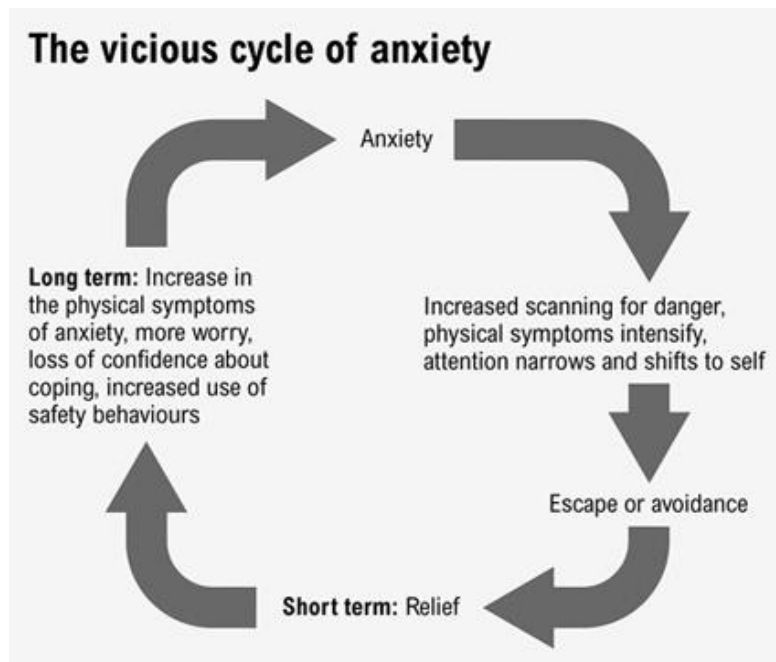 The vicious cycle of anxiety
Anxiety
Increased scanning for danger,
physical symptoms intensify,
attention narrows and shifts to self
Escape or avoidance
Short term: Relief
Long term: Increase in
the physical symptoms
of anxiety, more worry,
loss of confidence about
coping, increased use of
safety behaviours